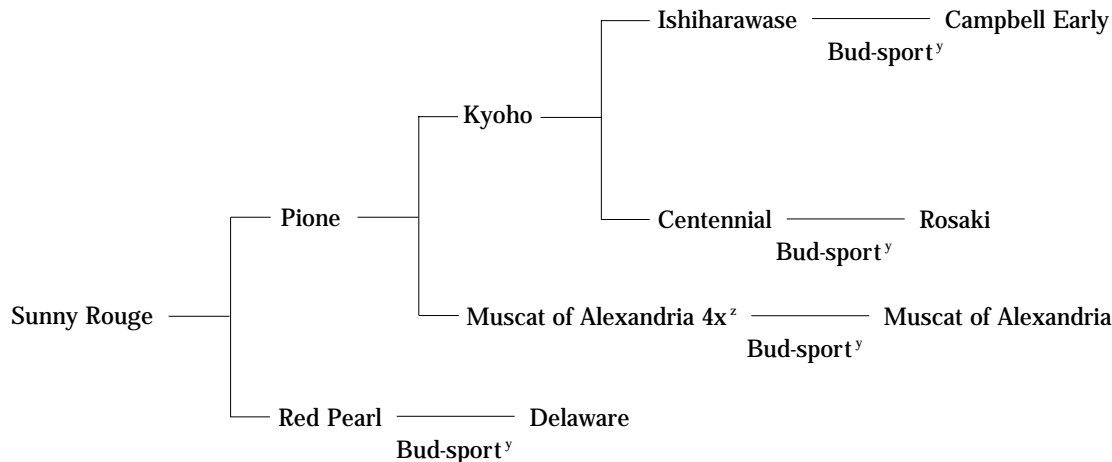 Ishiharawase Campbell Early
Bud-sport y
Kyoho
Centennial Rosaki
Bud-sport y
Pione
Sunny Rouge
Muscat of Alexandria 4x z Muscat of Alexandria
Bud-sport y
Red Pearl Delaware
Bud-sport y